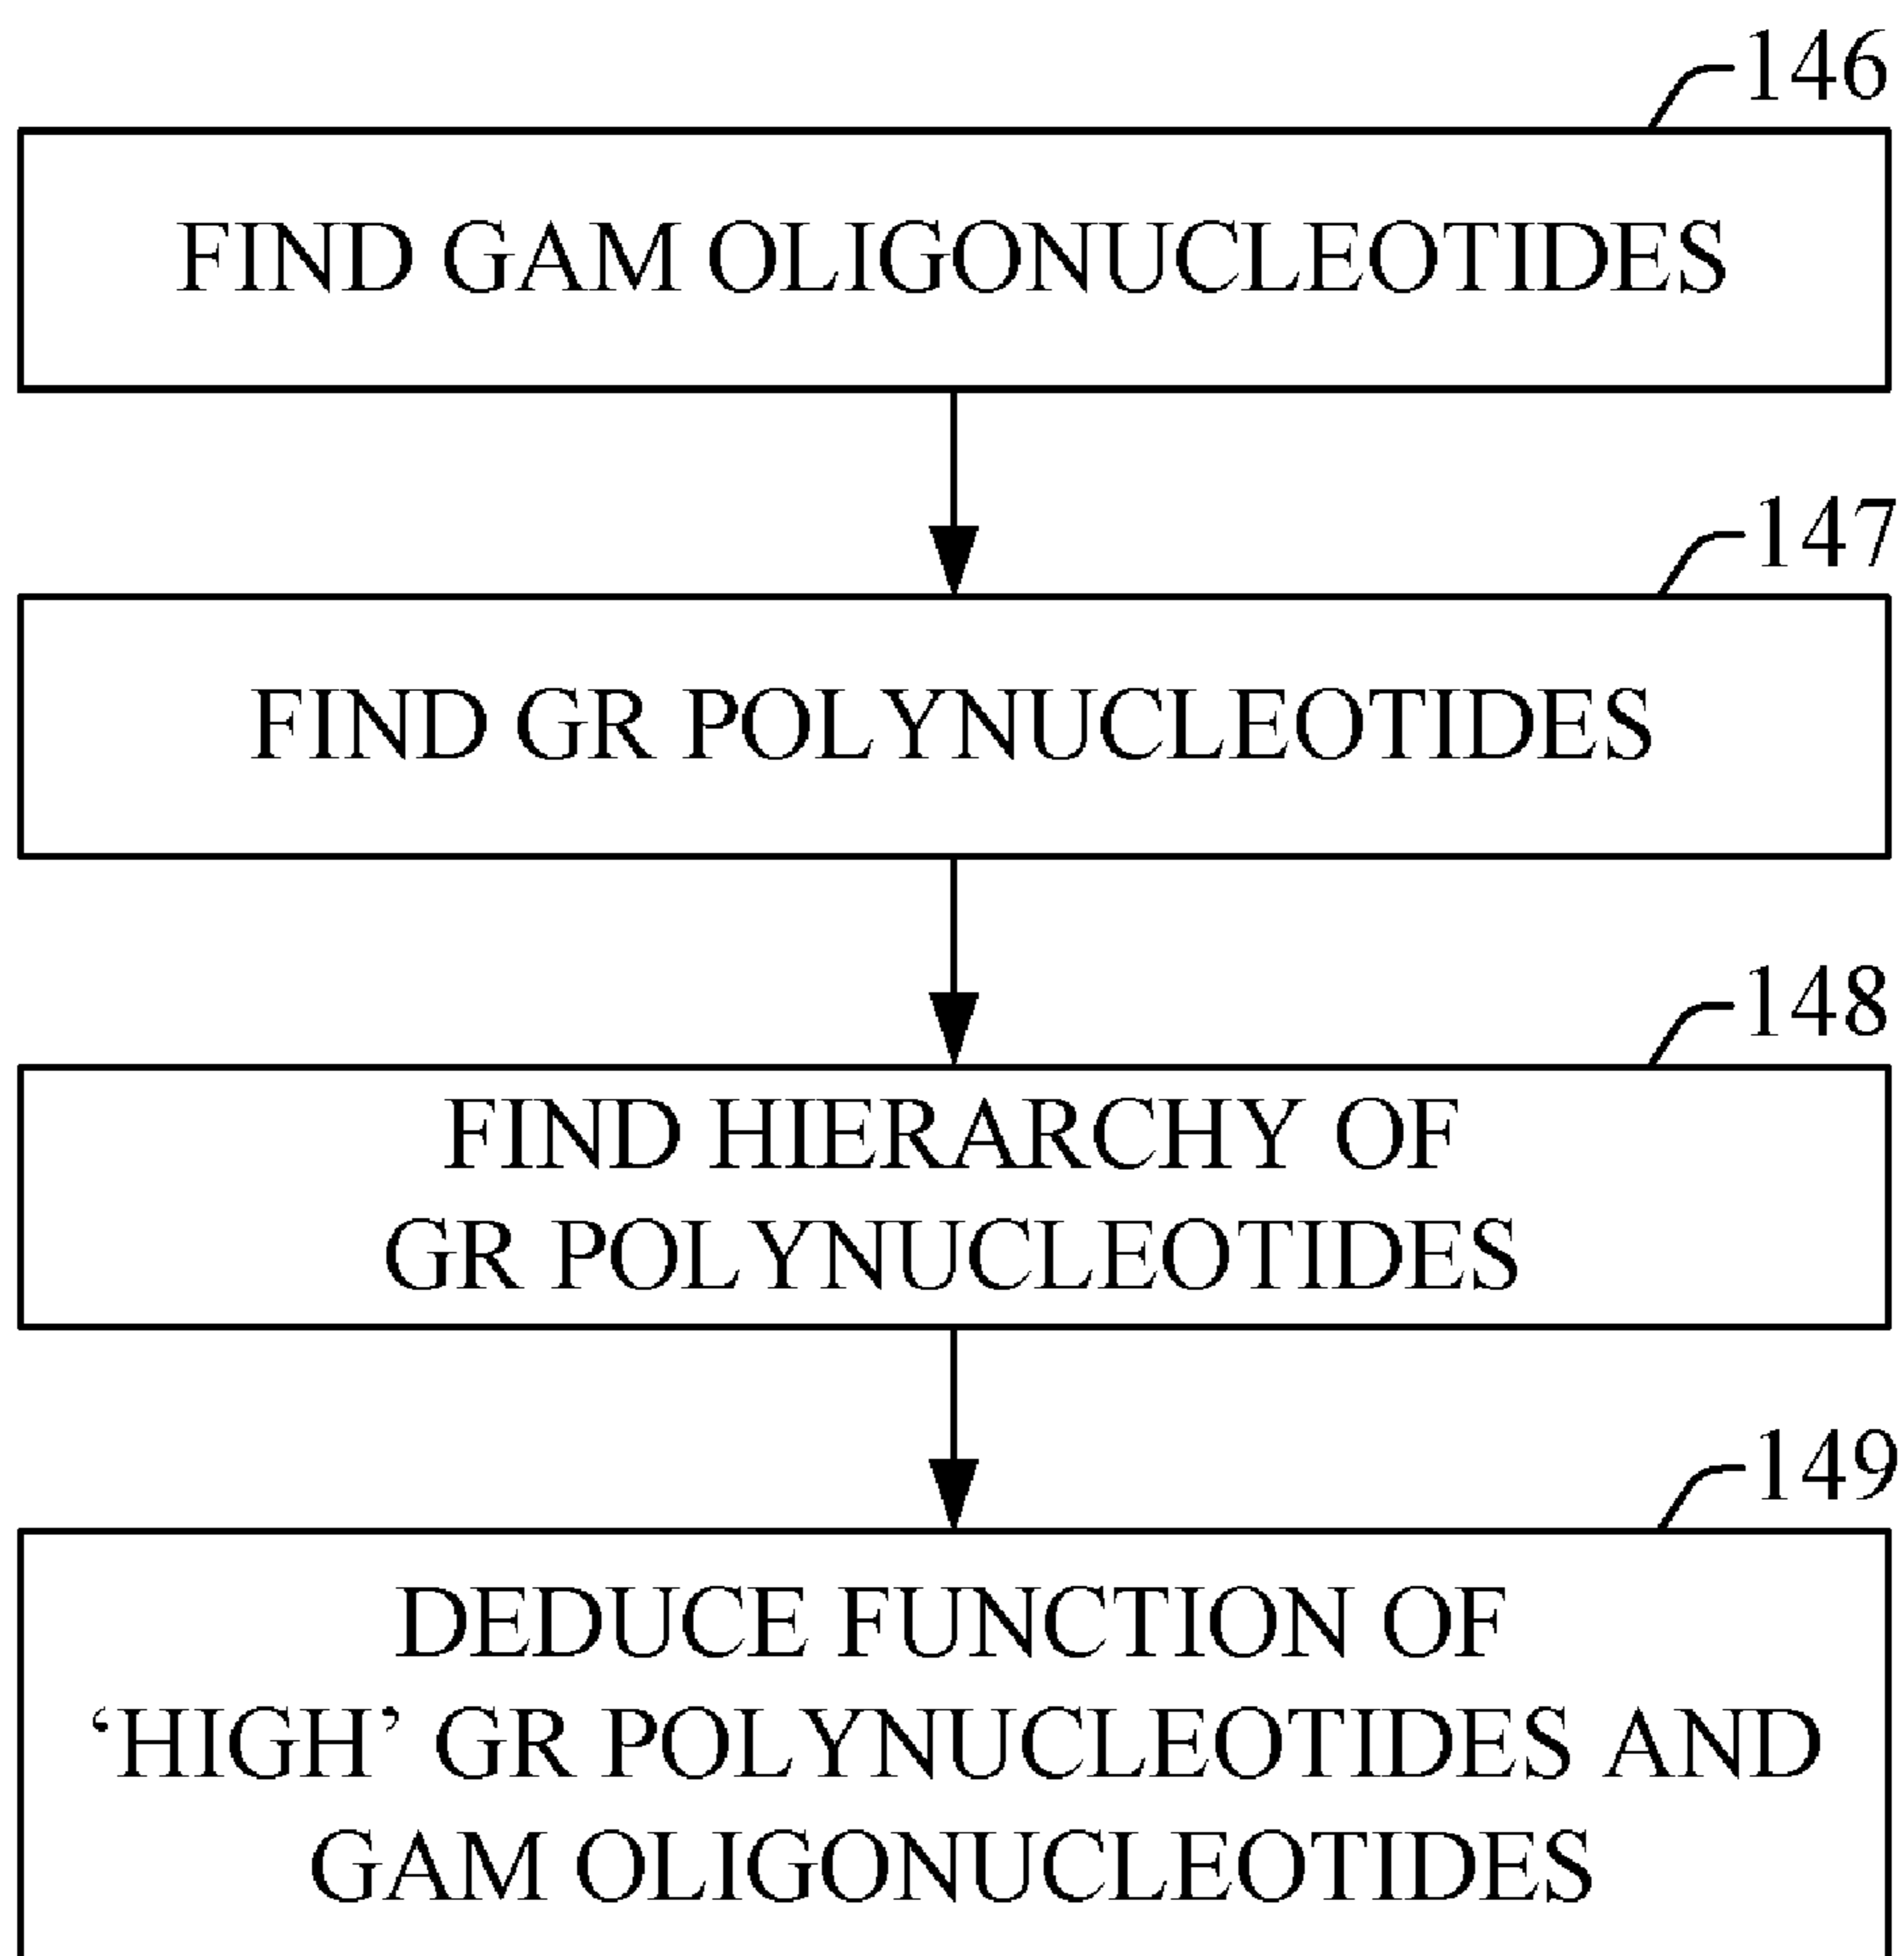 146
FIND GAM OLIGONUCLEOTIDES
147
FIND GR POLYNUCLEOTIDES
148
FIND HIERARCHY OF
GR POLYNUCLEOTIDES
149
DEDUCE FUNCTION OF
‘HIGH’ GR POLYNUCLEOTIDES AND
GAM OLIGONUCLEOTIDES